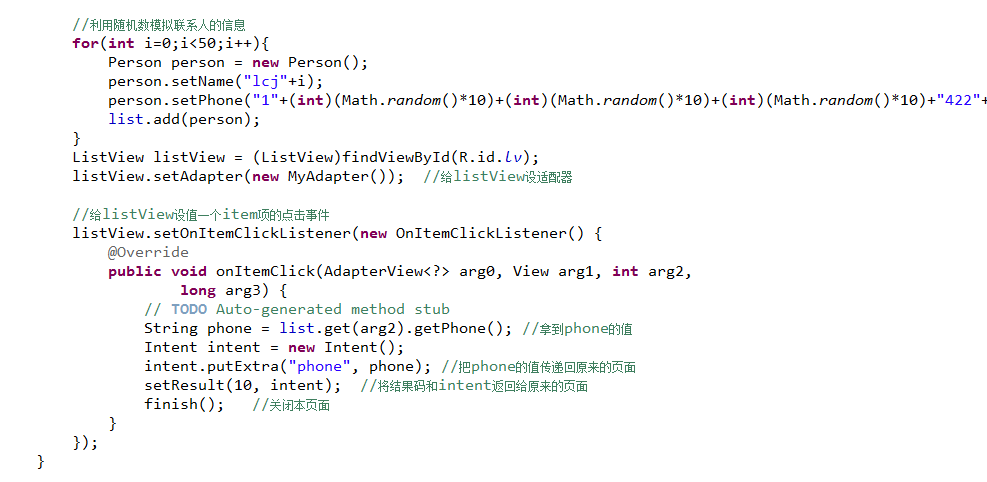 //利用随机数模拟联系人的信息
for(int i=0;i<50;i++){
Person person = new Person();
person.setName("lcj"+i);
person.setPhone("1"+(int)(Math.random()*10)+(int)(Math.random()*10)+(int)(Math.random()*10)+"422"+
list.add(person);
}
ListView listView = (ListView)findViewById(R.id.lv);
listView.setAdapter(new MyAdapter());  //给listView设适配器
//给listView设值一个item项的点击事件
listView.setOnItemClickListener(new OnItemClickListener() {
@Override
public void onItemClick(AdapterView<?> arg0, View arg1, int arg2,
long arg3) {
// TODO Auto-generated method stub
String phone = list.get(arg2).getPhone(); //拿到phone的值
Intent intent = new Intent();
intent.putExtra("phone", phone); //把phone的值传递回原来的页面
setResult(10, intent);  //将结果码和intent返回给原来的页面
finish();   //关闭本页面
}
});
}